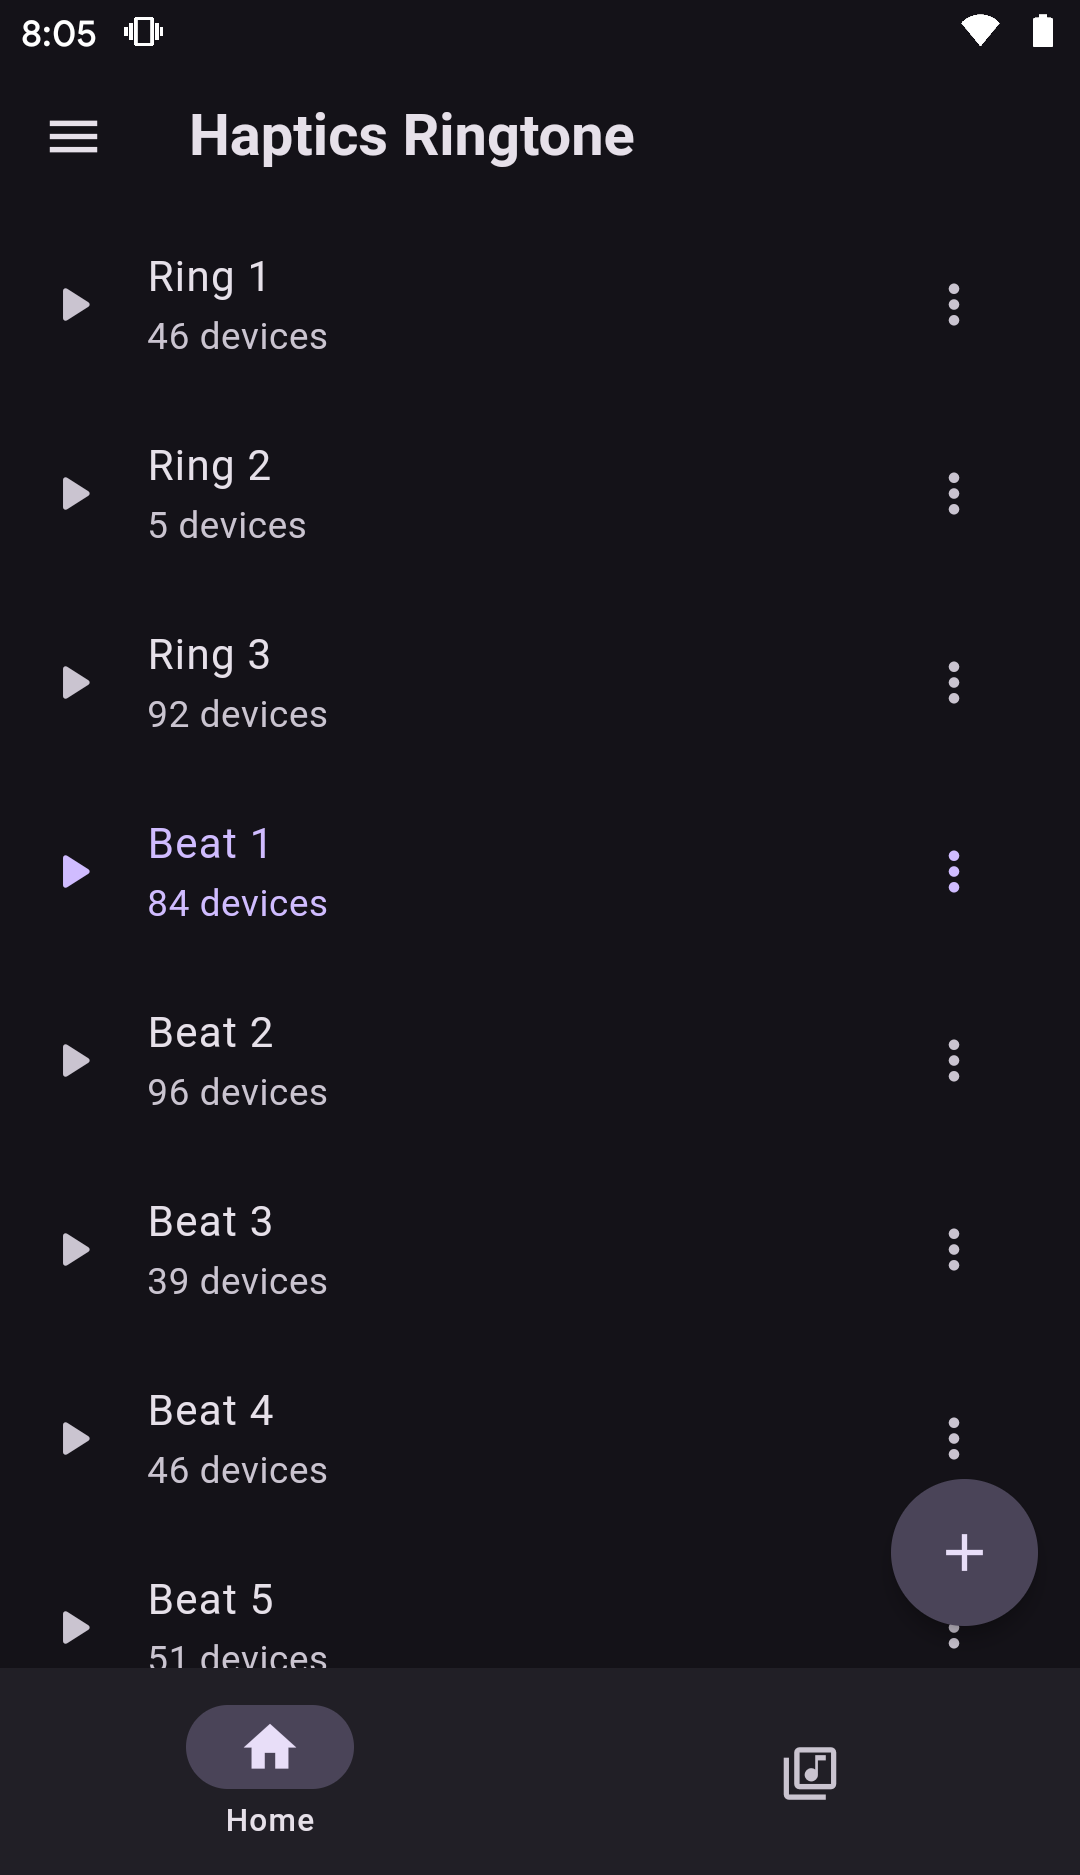 8:05
Haptics Ringtone
Ring 1
46 devices
Ring 2
5 devices
Ring 3
92 devices
Beat 1
84 devices
Beat 2
96 devices
Beat 3
39 devices
Beat 4
46 devices
Beat 5
51 devices
Home